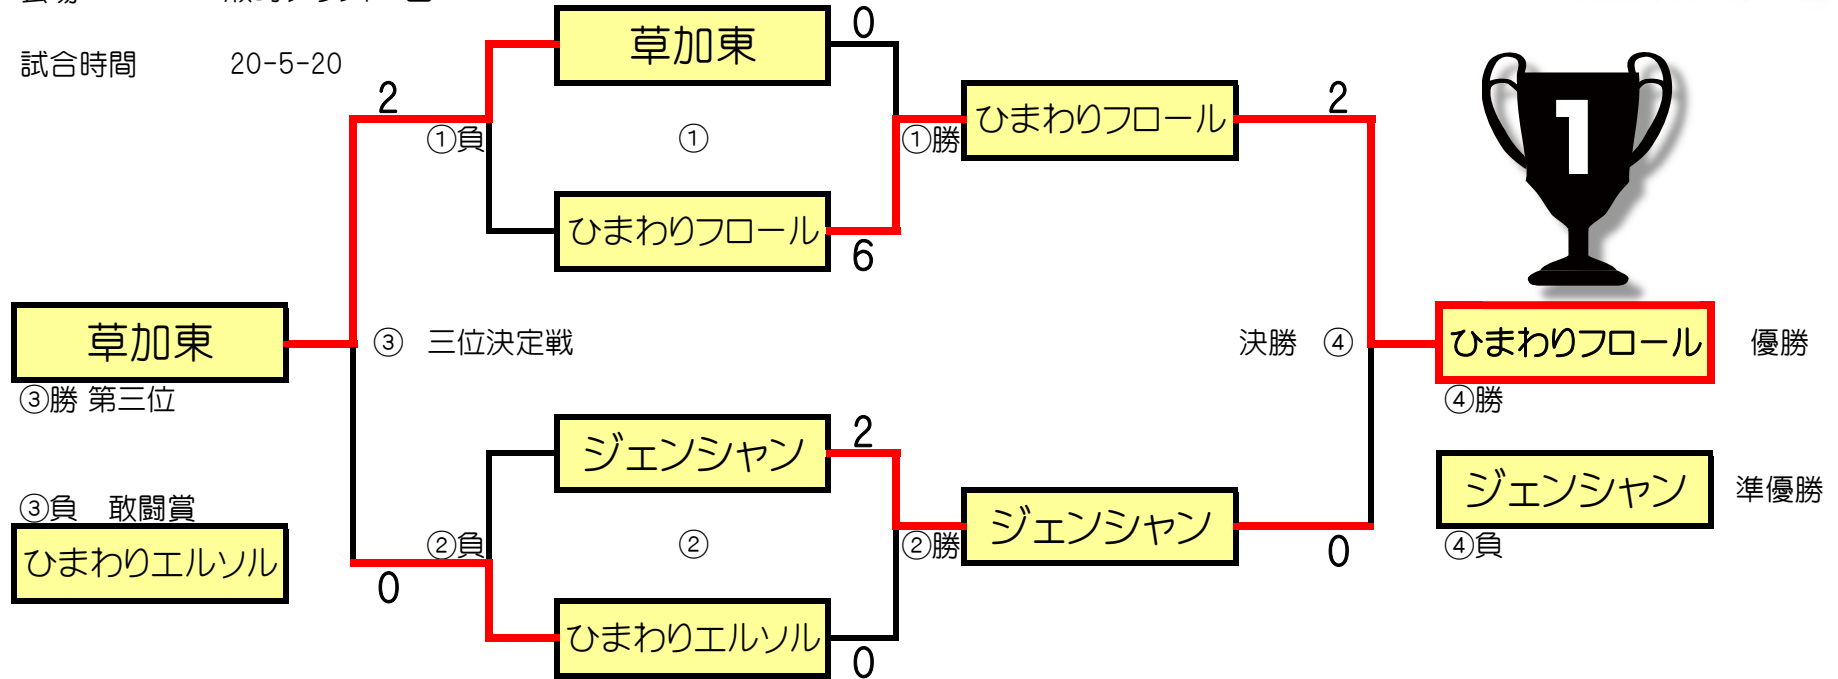 試合時間 20-5-20
草加東
0
2
①負
①
①勝
ひまわりフロール
2
1
ひまわりフロール
6
草加東
③ 三位決定戦
決勝 ④
ひまわりフロール
優勝
③勝 第三位
④勝
ジェンシャン
2
③負 敢闘賞
ひまわりエルソル
②負
②
②勝
ジェンシャン
ジェンシャン
準優勝
④負
0
0
ひまわりエルソル
0